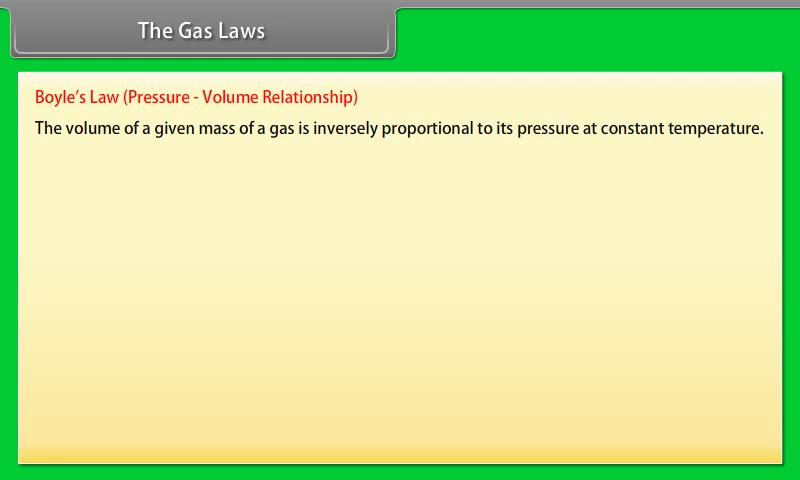 The Gas Laws
Boyle’s Law (Pressure - Volume Relationship)
The volume of a given mass of a gas is inversely proportional to its pressure at constant temperature.